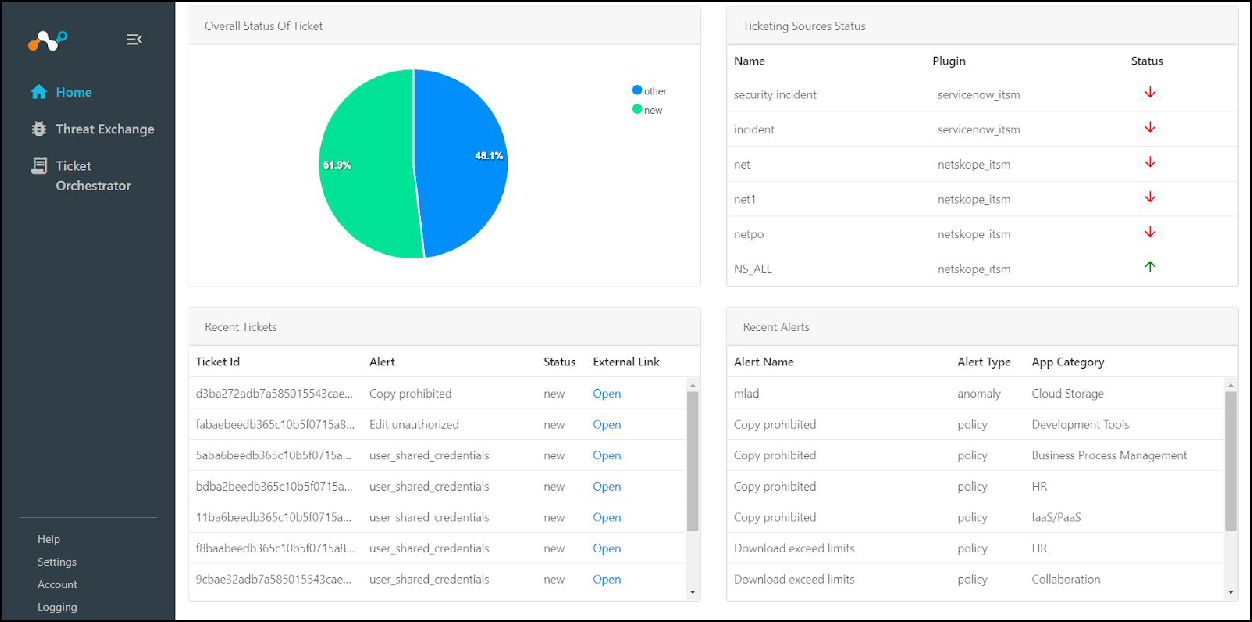 Home
Threat Exchange
Ticket
Orchestrator
Help
Settings
Account
Logging
Overall Status Of Ticket
other
new
51.9%
48.1%
Ticketing Sources Status
Name Plugin Status
security incident servicenow_itsm
incident servicenow_itsm
net netskope_itsm
net1 netskope_itsm
netpo netskope_itsm
NS_ALL netskope_itsm
Recent Tickets
Ticket Id Alert Status External Link
d3ba272adb7a585015543cae... Copy prohibited new Open
fabaebeedb365c10b5f0715a8... Edit unauthorized new Open
5aba6beedb365c10b5f0715a... user_shared_credentials new Open
bdba2beedb365c10b5f0715a... user_shared_credentials new Open
11ba6beedb365c10b5f0715a... user_shared_credentials new Open
f8baabeedb365c10b5f0715a8... user_shared_credentials new Open
9cbae32adb7a585015543cae... user_shared_credentials new Open
Recent Alerts
Alert Name Alert Type App Category
mlad anomaly Cloud Storage
Copy prohibited policy Development Tools
Copy prohibited policy Business Process Management
Copy prohibited policy HR
Copy prohibited policy IaaS/PaaS
Download exceed limits policy HR
Download exceed limits policy Collaboration